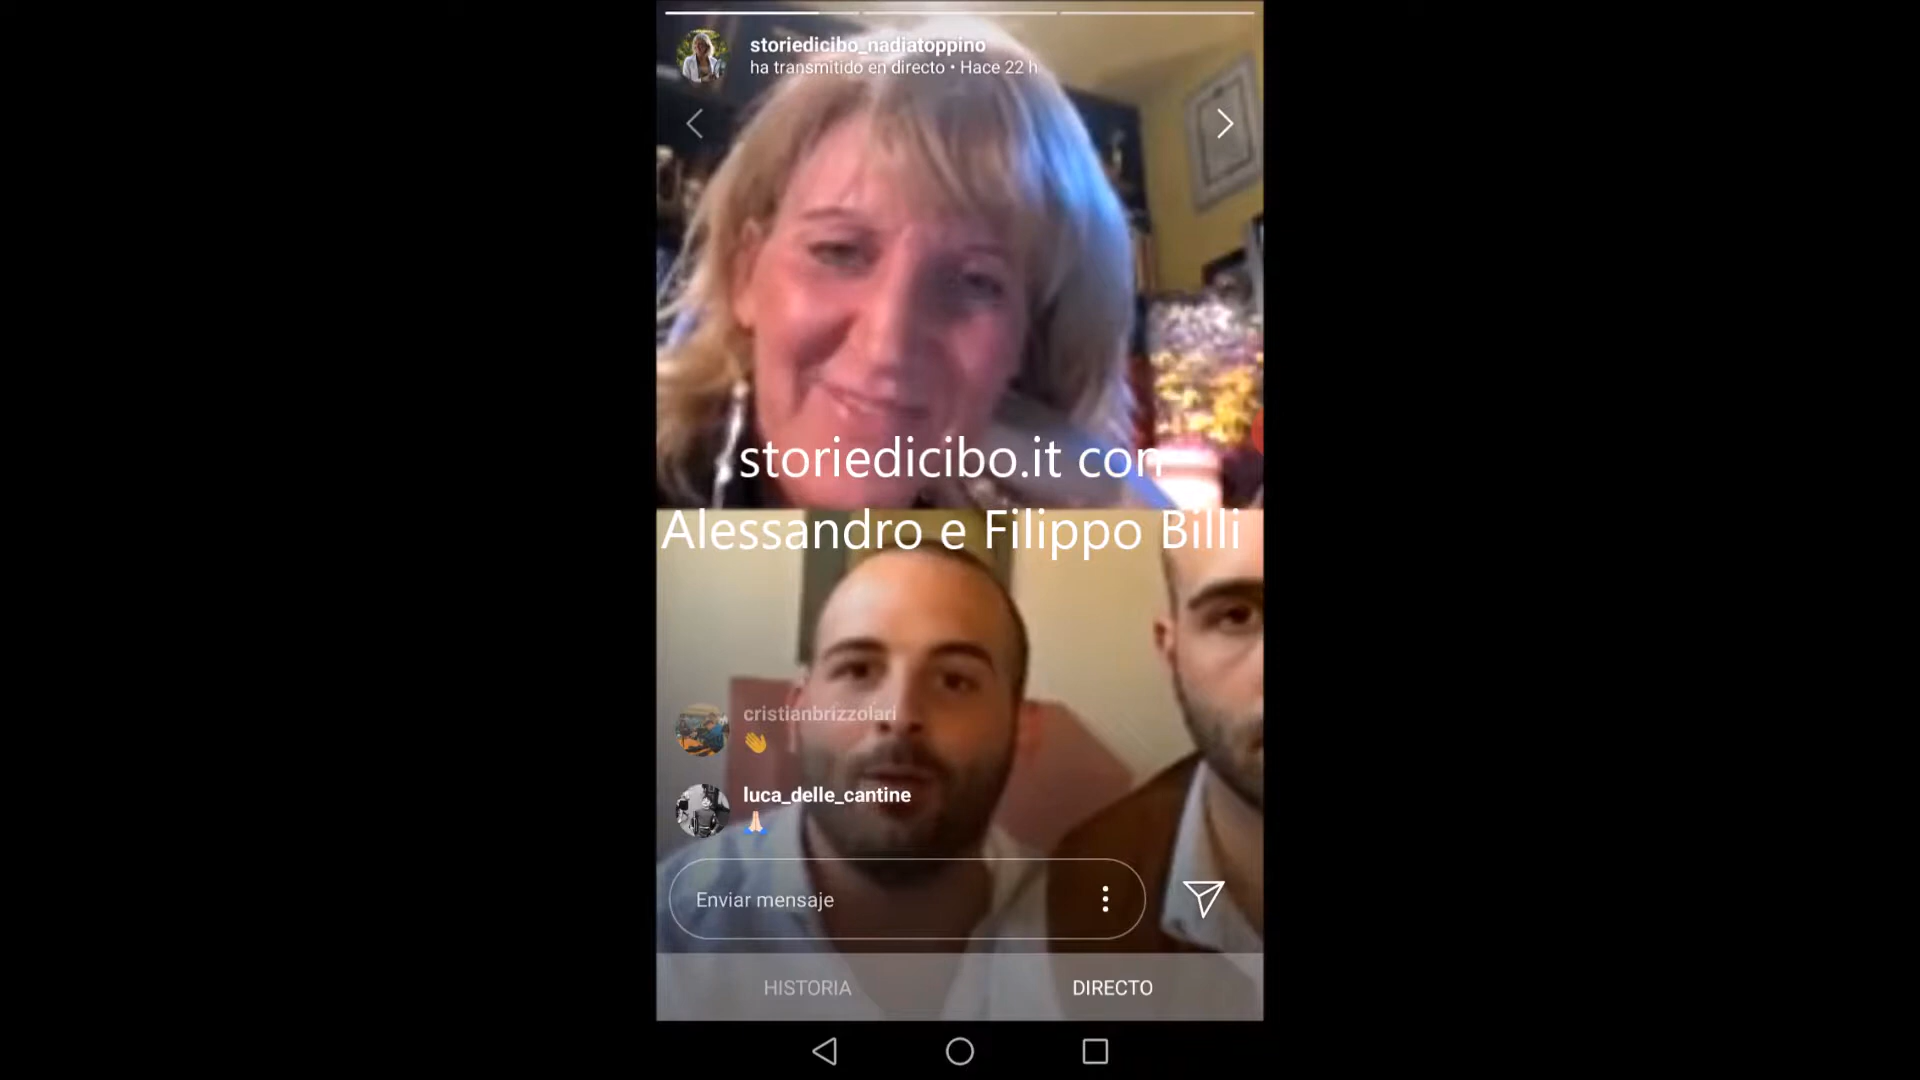 storiedicibo_nadiatoppino
ha transmitido en directo • Hace 22 h
storiedicibo.it con
Alessandro e Filippo Billi
cristianbrizzolari
👋
luca_delle_cantine
🙏🏻
Enviar mensaje
HISTORIA
DIRECTO